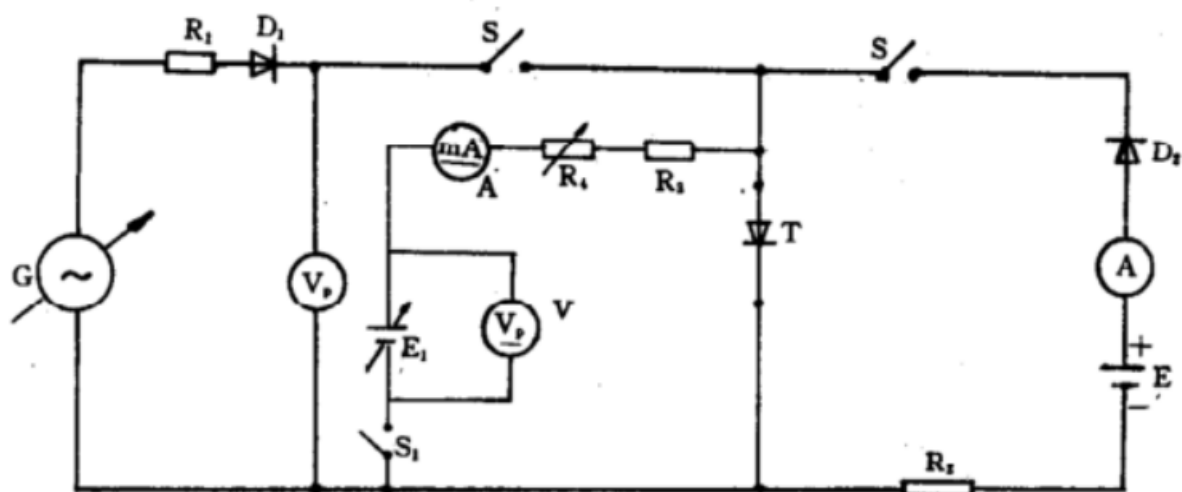 R₁ D₁ S S
mA
A R₄ R₃ D₂
T
G ~ Vₚ Vₚ V A
E₁ + E −
S₁
R₂